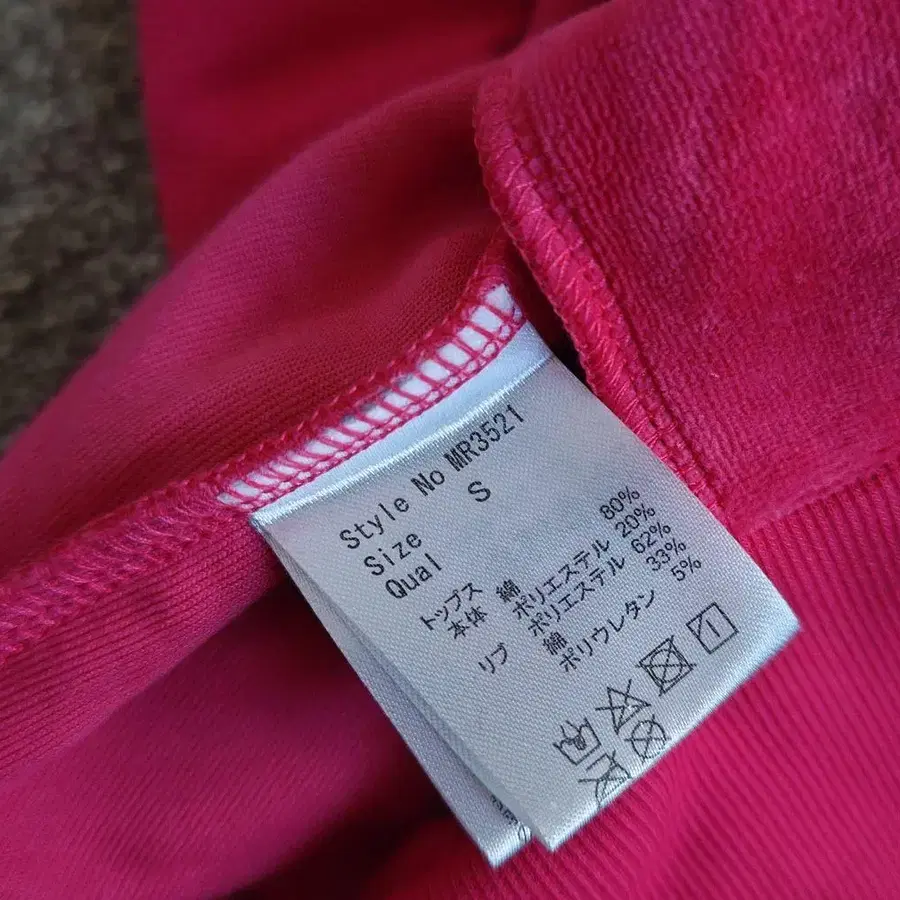 Style No MR3521
Size S
Qual
トップス
本体 綿 80%
ポリエステル 20%
リブ ポリエステル 62%
綿 33%
ポリウレタン 5%